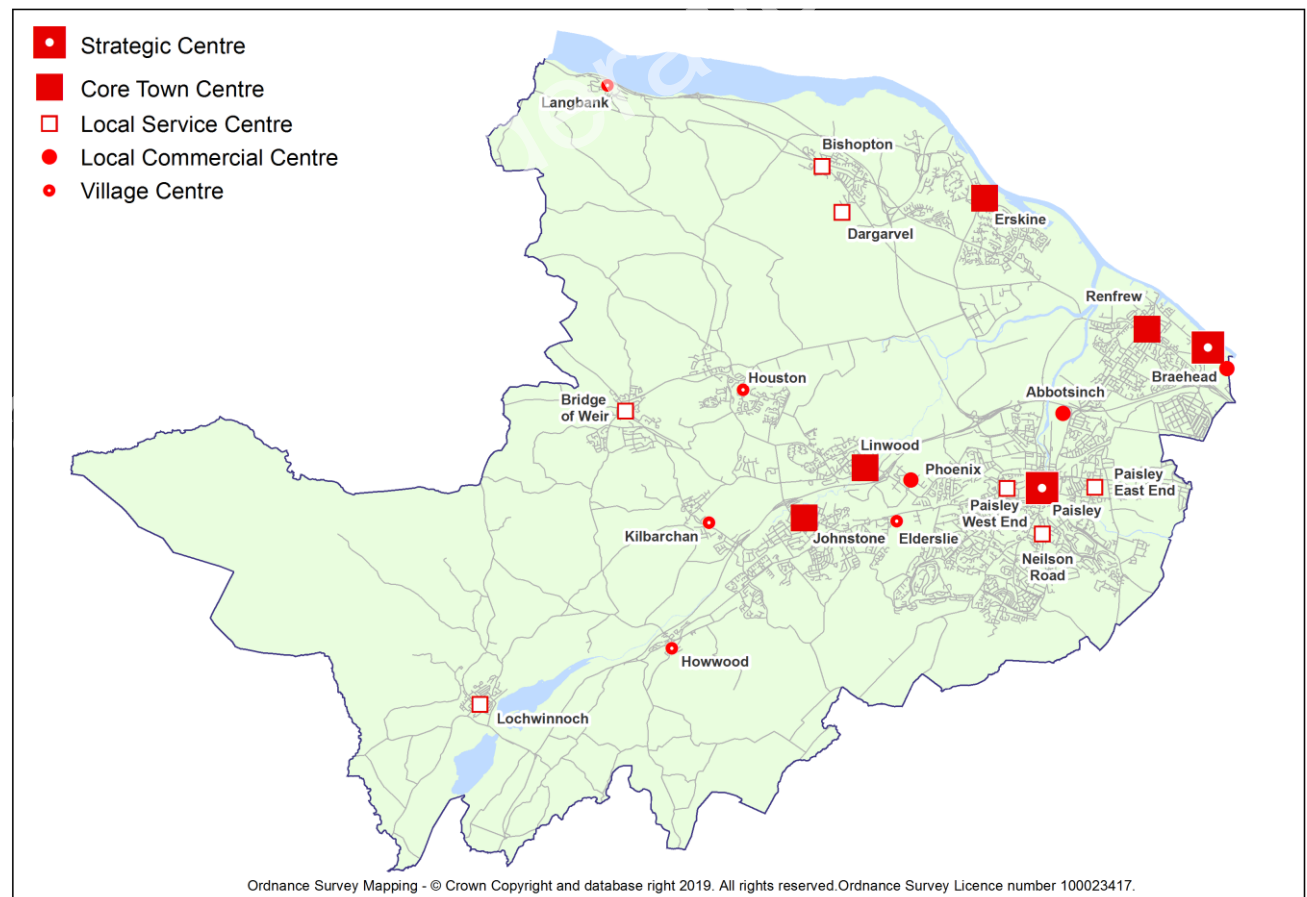 Strategic Centre
Core Town Centre
Local Service Centre
Local Commercial Centre
Village Centre
Langbank
Bishopton
Erskine
Dargarvel
Renfrew
Braehead
Houston
Abbotsinch
Bridge
of Weir
Linwood
Phoenix
Paisley
East End
Paisley
West End
Paisley
Kilbarchan
Johnstone
Elderslie
Neilson
Road
Howwood
Lochwinnoch
Ordnance Survey Mapping - © Crown Copyright and database right 2019. All rights reserved.Ordnance Survey Licence number 100023417.